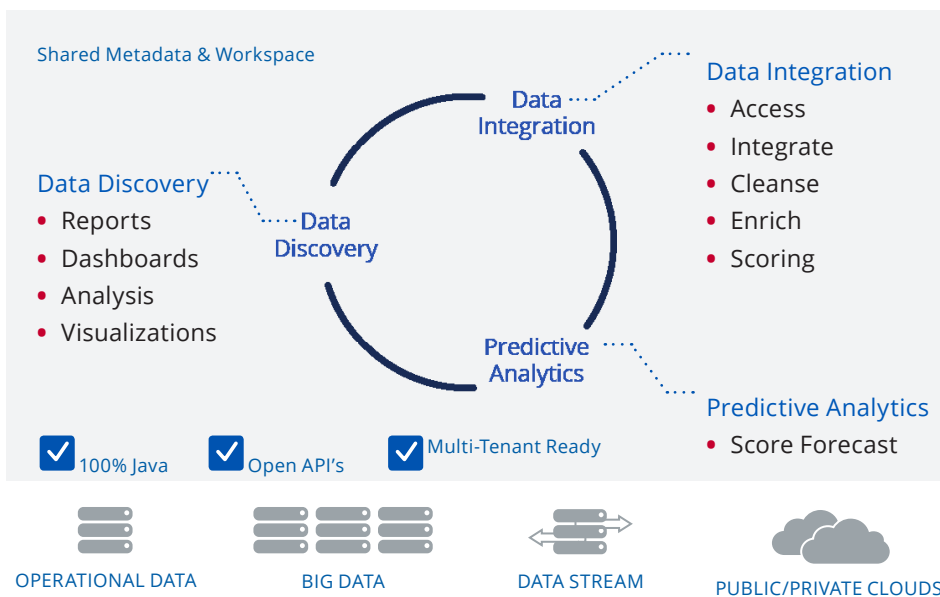 Shared Metadata & Workspace
Data
Integration
Data Integration
• Access
• Integrate
• Cleanse
• Enrich
• Scoring
Data Discovery
• Reports
• Dashboards
• Analysis
• Visualizations
Data
Discovery
Predictive
Analytics
Predictive Analytics
• Score Forecast
100% Java
Open API's
Multi-Tenant Ready
OPERATIONAL DATA
BIG DATA
DATA STREAM
PUBLIC/PRIVATE CLOUDS